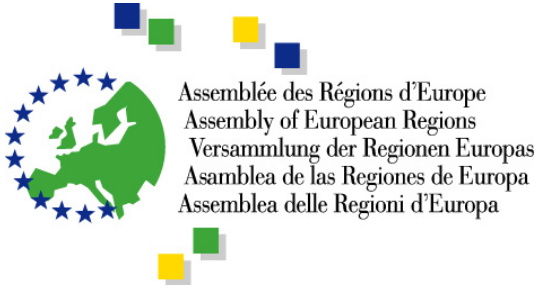 Assemblée des Régions d'Europe
Assembly of European Regions
Versammlung der Regionen Europas
Asamblea de las Regiones de Europa
Assemblea delle Regioni d'Europa